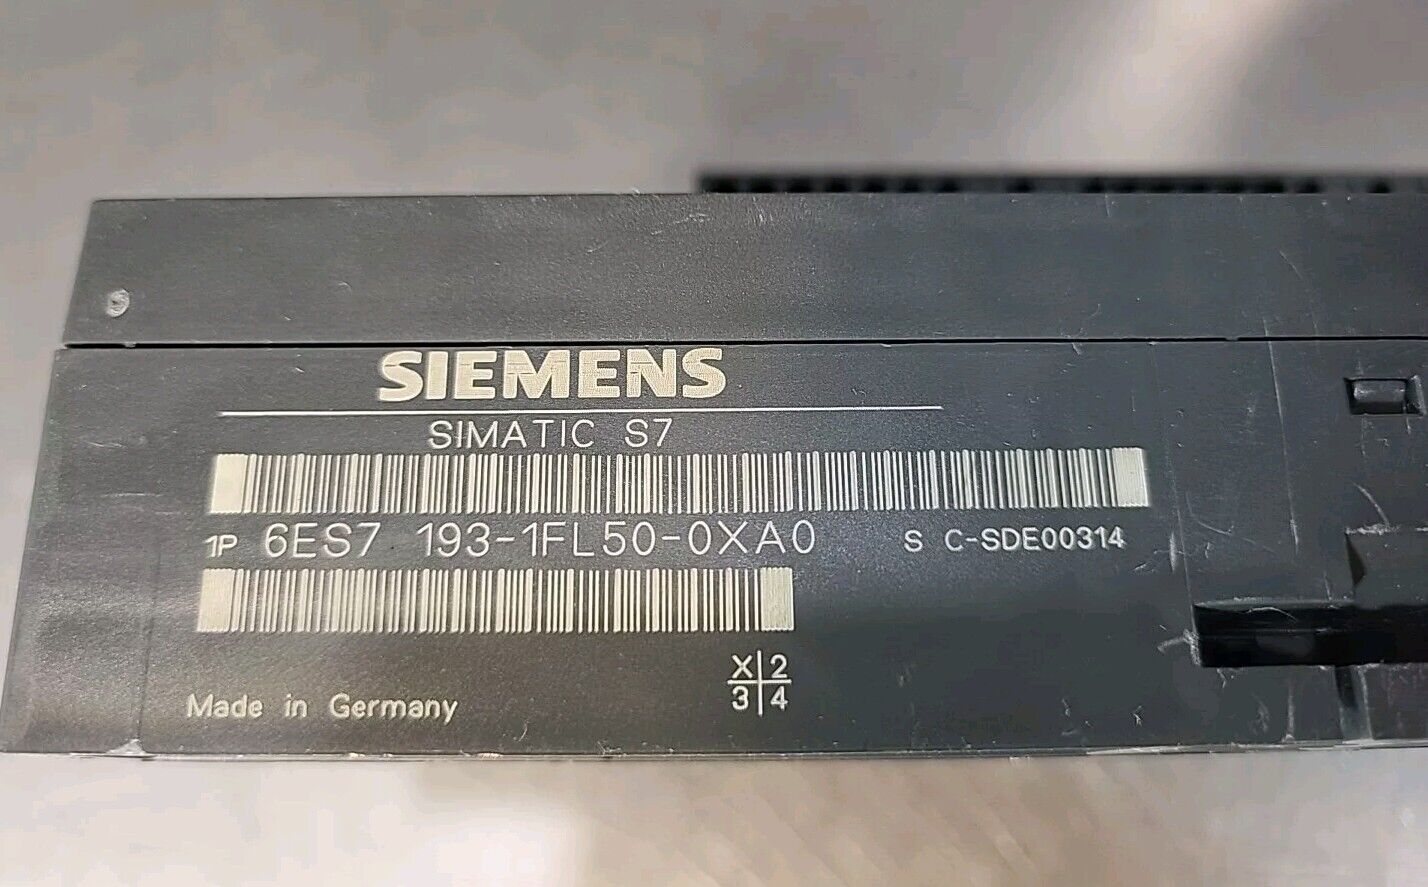 SIEMENS
SIMATIC S7
1P 6ES7 193-1FL50-0XA0 S C-SDE00314
X 2
3 4
Made in Germany